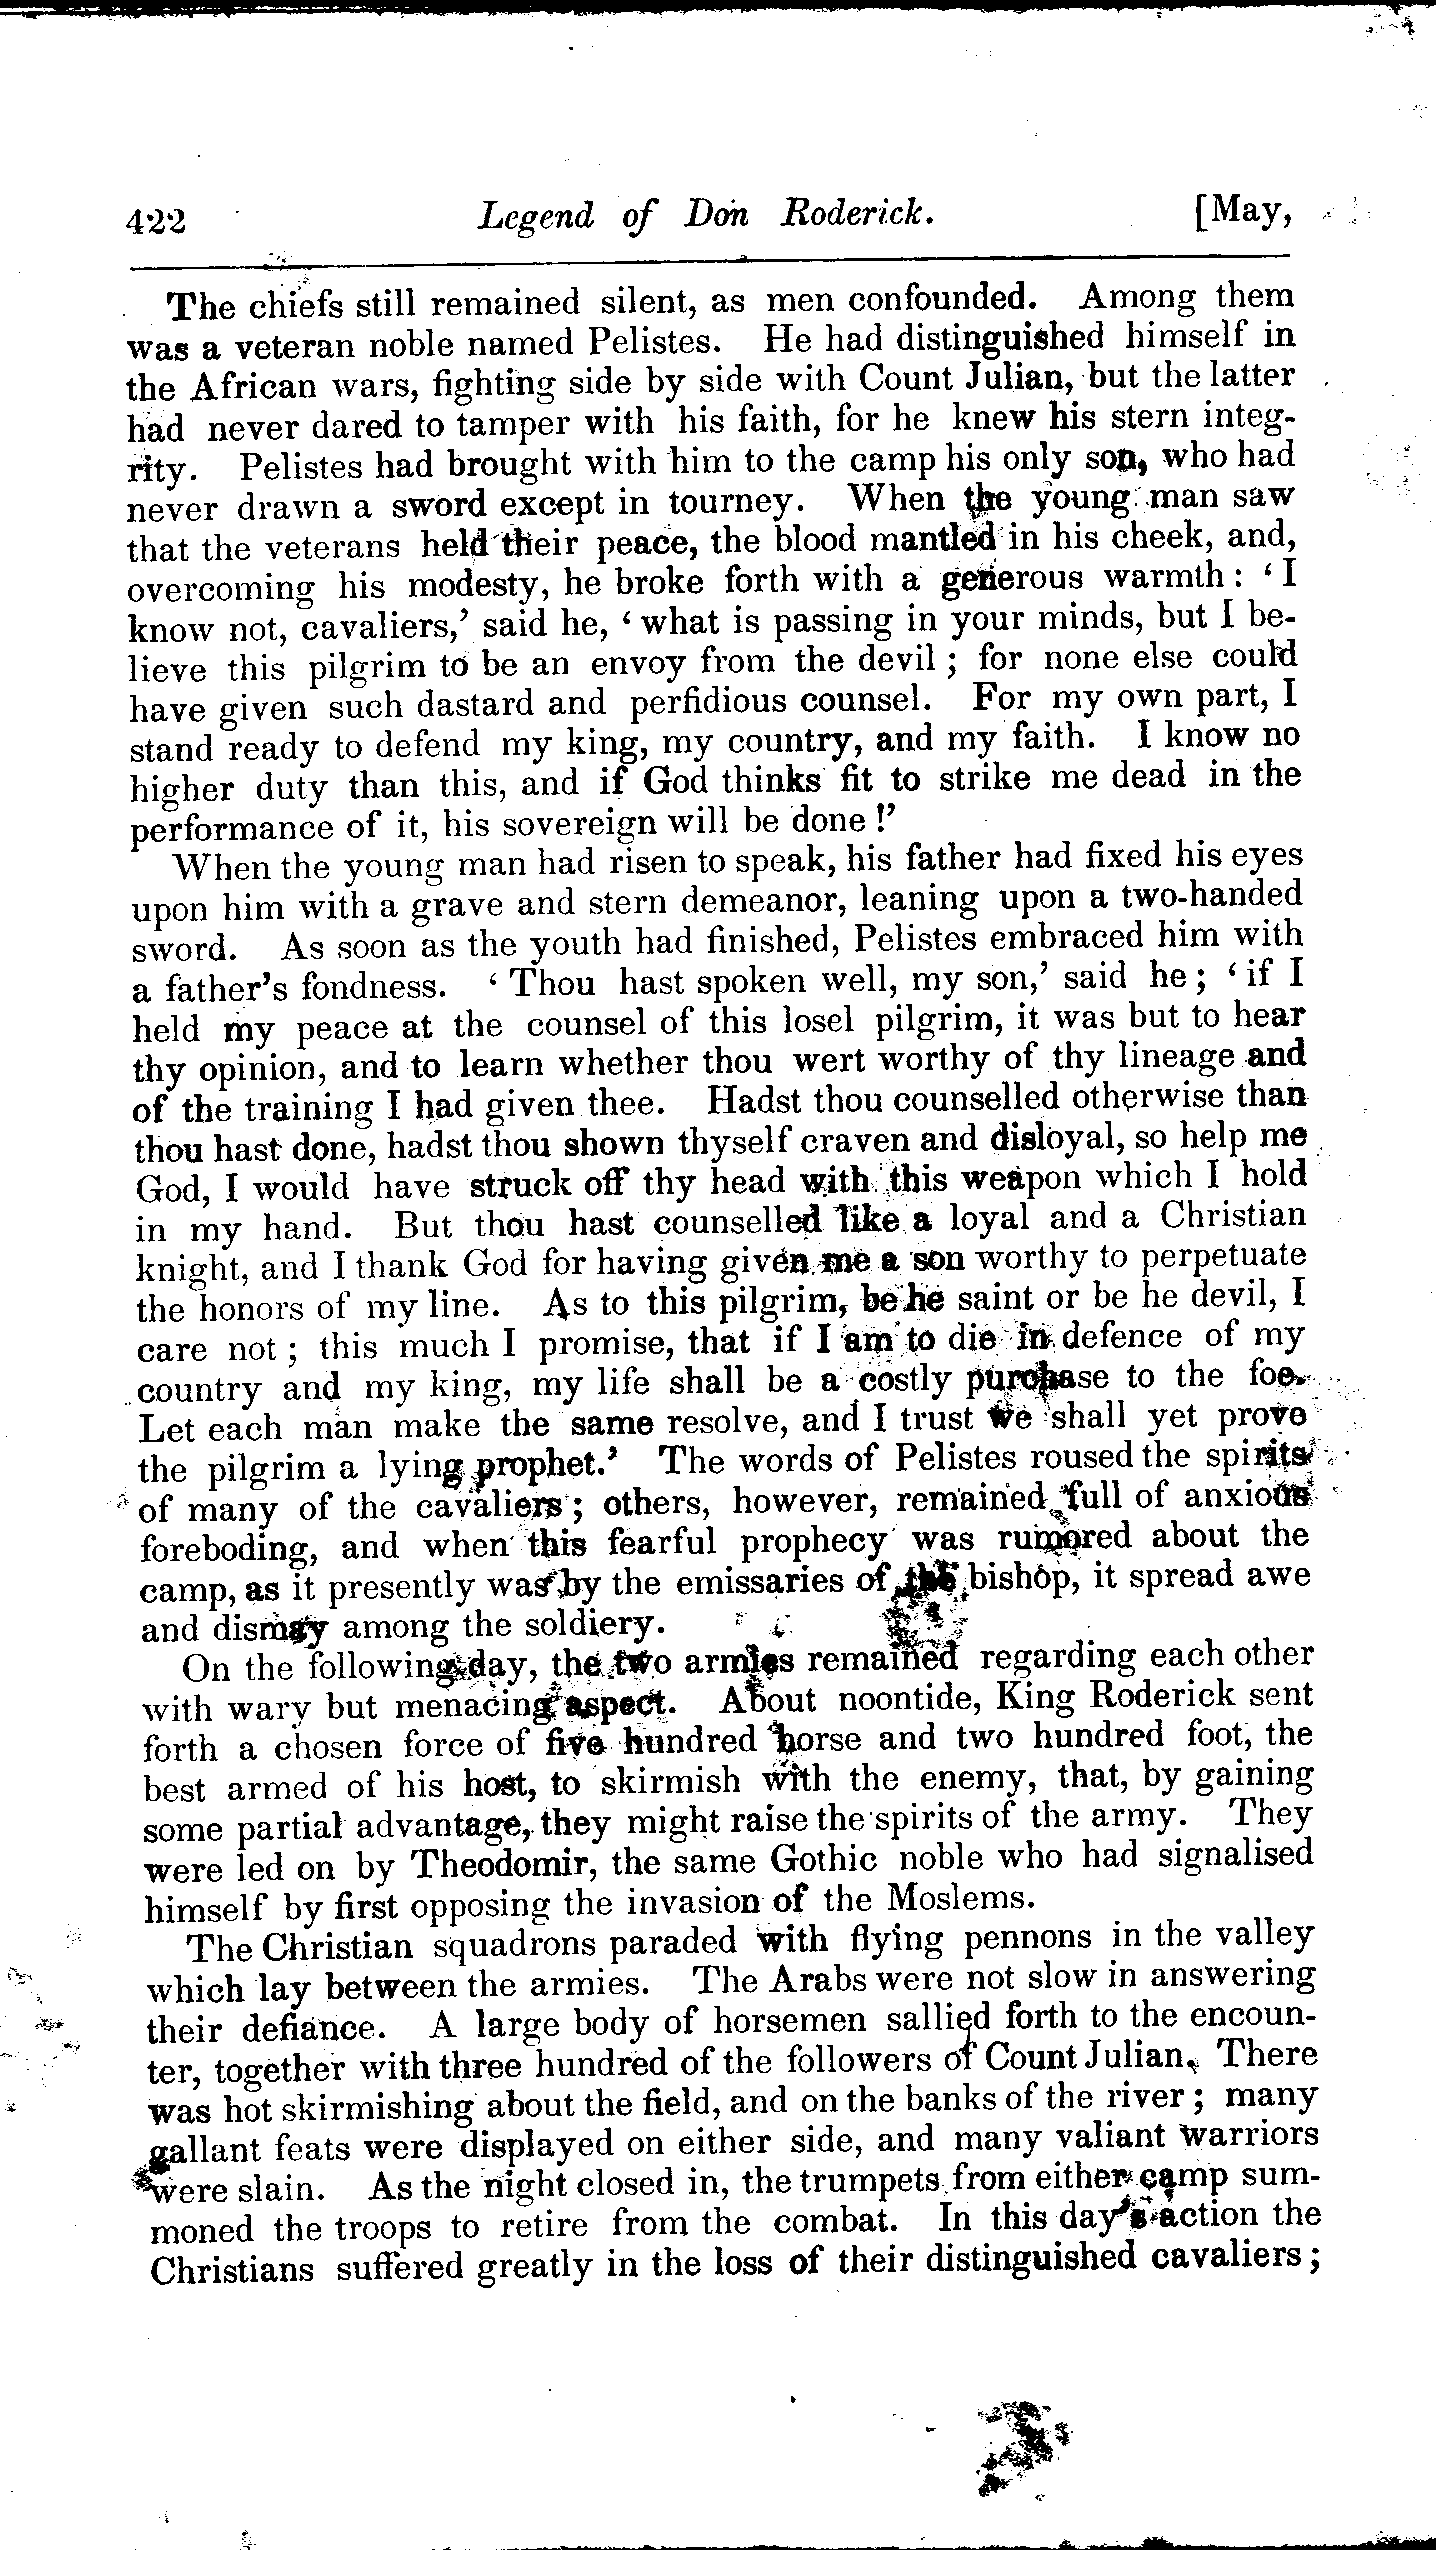 422 Legend of Don Roderick. [May,
The chiefs still remained silent, as men confounded. Among them
was a veteran noble named Pelistes. He had distinguished himself in
the African wars, fighting side by side with Count Julian, but the latter
had never dared to tamper with his faith, for he knew his stern integ-
rity. Pelistes had brought with him to the camp his only son, who had
never drawn a sword except in tourney. When the young man saw
that the veterans held their peace, the blood mantled in his cheek, and,
overcoming his modesty, he broke forth with a generous warmth: ‘I
know not, cavaliers,’ said he, ‘what is passing in your minds, but I be-
lieve this pilgrim to be an envoy from the devil; for none else could
have given such dastard and perfidious counsel. For my own part, I
stand ready to defend my king, my country, and my faith. I know no
higher duty than this, and if God thinks fit to strike me dead in the
performance of it, his sovereign will be done!’
When the young man had risen to speak, his father had fixed his eyes
upon him with a grave and stern demeanor, leaning upon a two-handed
sword. As soon as the youth had finished, Pelistes embraced him with
a father’s fondness. ‘Thou hast spoken well, my son,’ said he; ‘if I
held my peace at the counsel of this losel pilgrim, it was but to hear
thy opinion, and to learn whether thou wert worthy of thy lineage and
of the training I had given thee. Hadst thou counselled otherwise than
thou hast done, hadst thou shown thyself craven and disloyal, so help me
God, I would have struck off thy head with this weapon which I hold
in my hand. But thou hast counselled like a loyal and a Christian
knight, and I thank God for having given me a son worthy to perpetuate
the honors of my line. As to this pilgrim, be he saint or be he devil, I
care not; this much I promise, that if I am to die in defence of my
country and my king, my life shall be a costly purchase to the foe.
Let each man make the same resolve, and I trust we shall yet prove
the pilgrim a lying prophet.’ The words of Pelistes roused the spirits
of many of the cavaliers; others, however, remained full of anxious
foreboding, and when this fearful prophecy was rumored about the
camp, as it presently was by the emissaries of the bishop, it spread awe
and dismay among the soldiery.
On the following day, the two armies remained regarding each other
with wary but menacing aspect. About noontide, King Roderick sent
forth a chosen force of five hundred horse and two hundred foot, the
best armed of his host, to skirmish with the enemy, that, by gaining
some partial advantage, they might raise the spirits of the army. They
were led on by Theodomir, the same Gothic noble who had signalised
himself by first opposing the invasion of the Moslems.
The Christian squadrons paraded with flying pennons in the valley
which lay between the armies. The Arabs were not slow in answering
their defiance. A large body of horsemen sallied forth to the encoun-
ter, together with three hundred of the followers of Count Julian. There
was hot skirmishing about the field, and on the banks of the river; many
gallant feats were displayed on either side, and many valiant warriors
were slain. As the night closed in, the trumpets from either camp sum-
moned the troops to retire from the combat. In this day’s action the
Christians suffered greatly in the loss of their distinguished cavaliers;